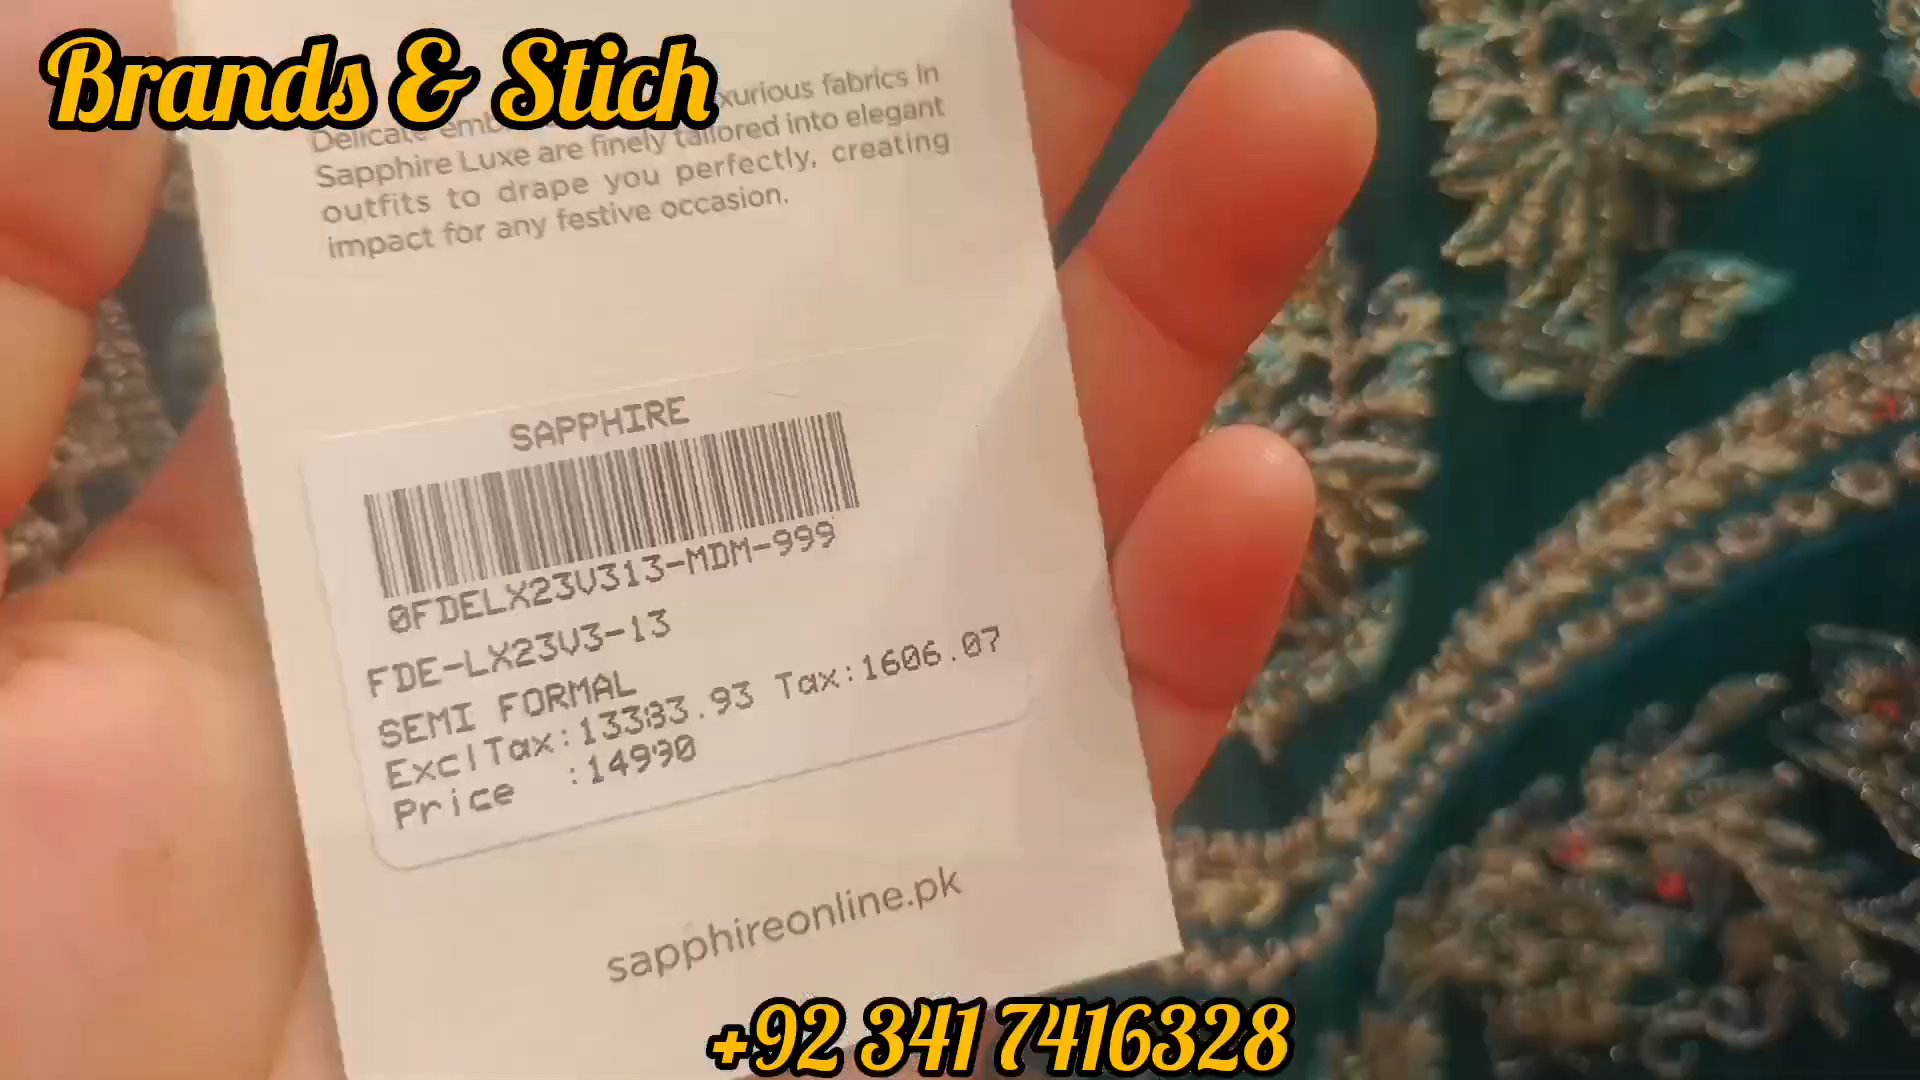 Brands & Stich
Delicate luxurious fabrics in
Sapphire Luxe are finely tailored into elegant
outfits to drape you perfectly, creating
impact for any festive occasion.
SAPPHIRE
0FDELX23V313-MDM-999
FDE-LX23V3-13
SEMI FORMAL
ExclTax:13383.93 Tax:1606.07
Price :14990
sapphireonline.pk
+92 341 7416328